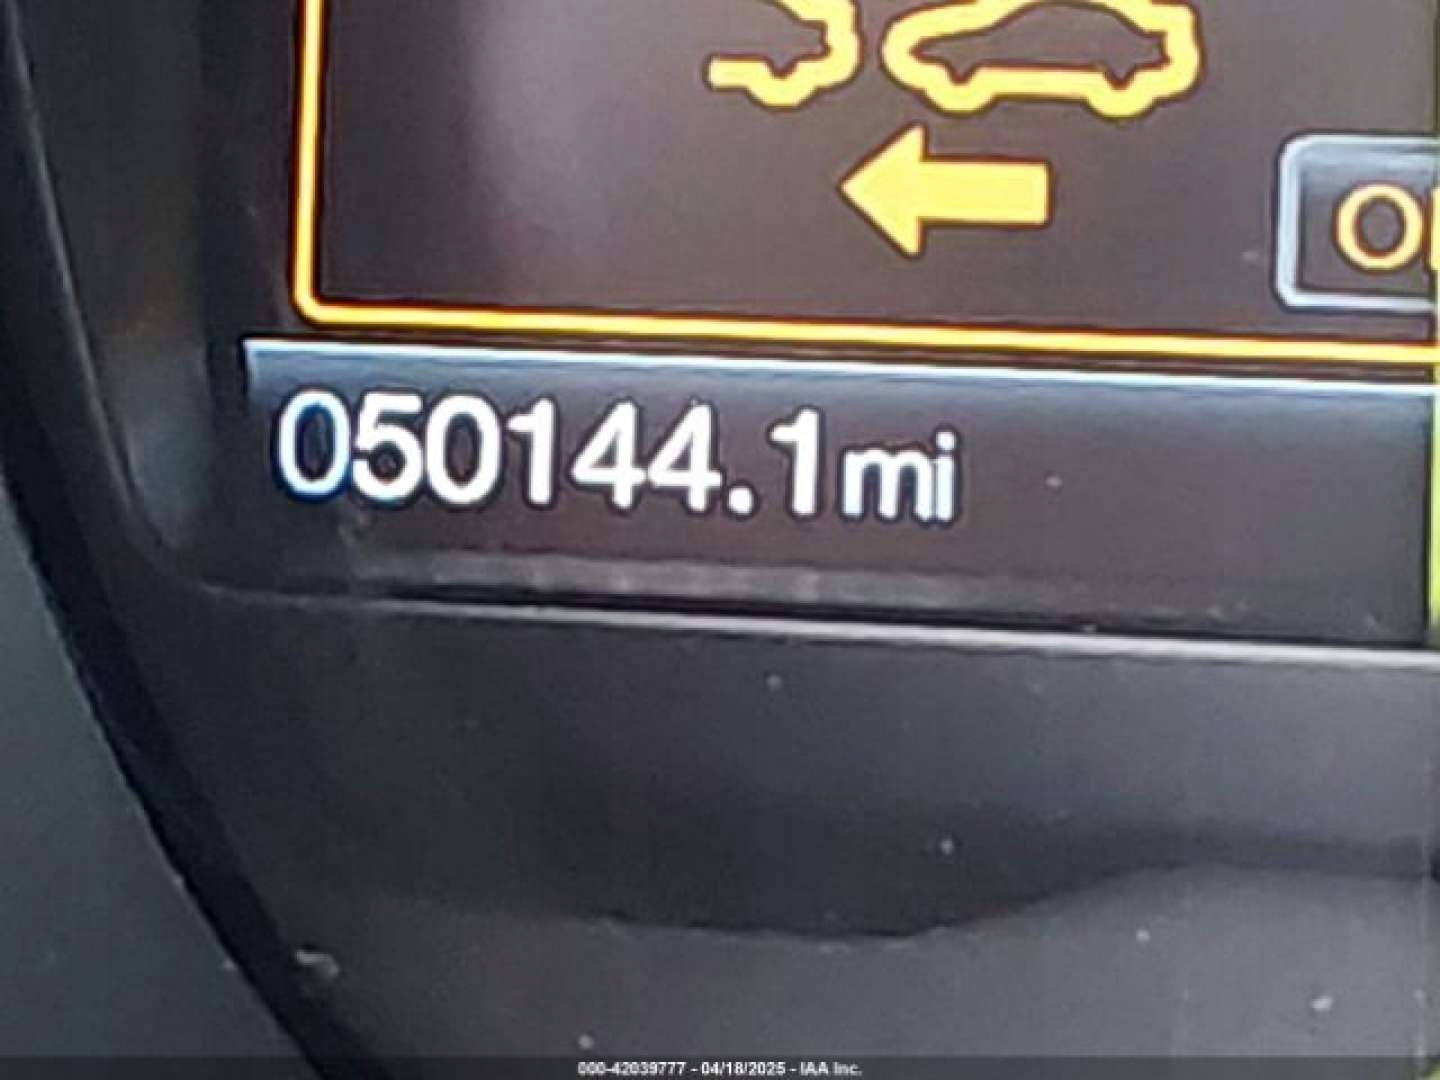 050144.1mi
000-42039777 - 04/18/2025 - IAA Inc.